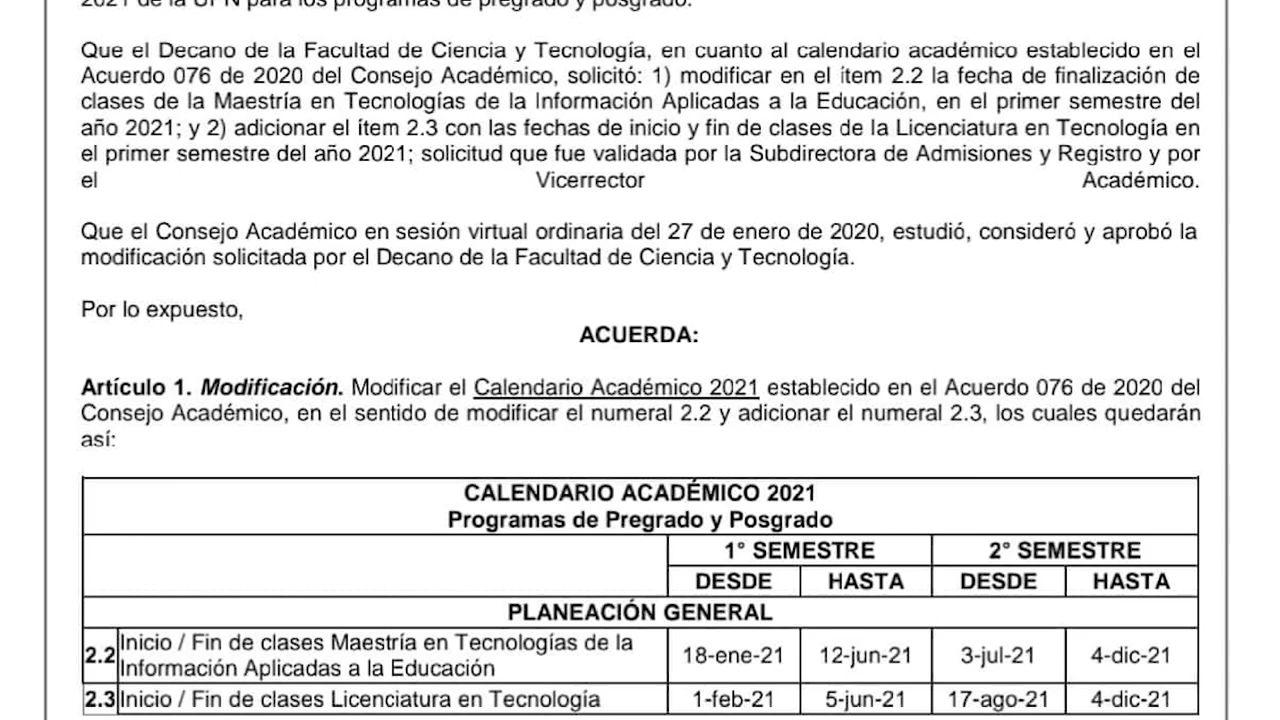 2021 de la UPN para los programas de pregrado y posgrado.
Que el Decano de la Facultad de Ciencia y Tecnología, en cuanto al calendario académico establecido en el
Acuerdo 076 de 2020 del Consejo Académico, solicitó: 1) modificar en el ítem 2.2 la fecha de finalización de
clases de la Maestría en Tecnologías de la Información Aplicadas a la Educación, en el primer semestre del
año 2021; y 2) adicionar el ítem 2.3 con las fechas de inicio y fin de clases de la Licenciatura en Tecnología en
el primer semestre del año 2021; solicitud que fue validada por la Subdirectora de Admisiones y Registro y por
el Vicerrector Académico.
Que el Consejo Académico en sesión virtual ordinaria del 27 de enero de 2020, estudió, consideró y aprobó la
modificación solicitada por el Decano de la Facultad de Ciencia y Tecnología.
Por lo expuesto,
ACUERDA:
Artículo 1. Modificación. Modificar el Calendario Académico 2021 establecido en el Acuerdo 076 de 2020 del
Consejo Académico, en el sentido de modificar el numeral 2.2 y adicionar el numeral 2.3, los cuales quedarán
así:
CALENDARIO ACADÉMICO 2021
Programas de Pregrado y Posgrado
1° SEMESTRE 2° SEMESTRE
DESDE HASTA DESDE HASTA
PLANEACIÓN GENERAL
2.2 Inicio / Fin de clases Maestría en Tecnologías de la
Información Aplicadas a la Educación 18-ene-21 12-jun-21 3-jul-21 4-dic-21
2.3 Inicio / Fin de clases Licenciatura en Tecnología 1-feb-21 5-jun-21 17-ago-21 4-dic-21